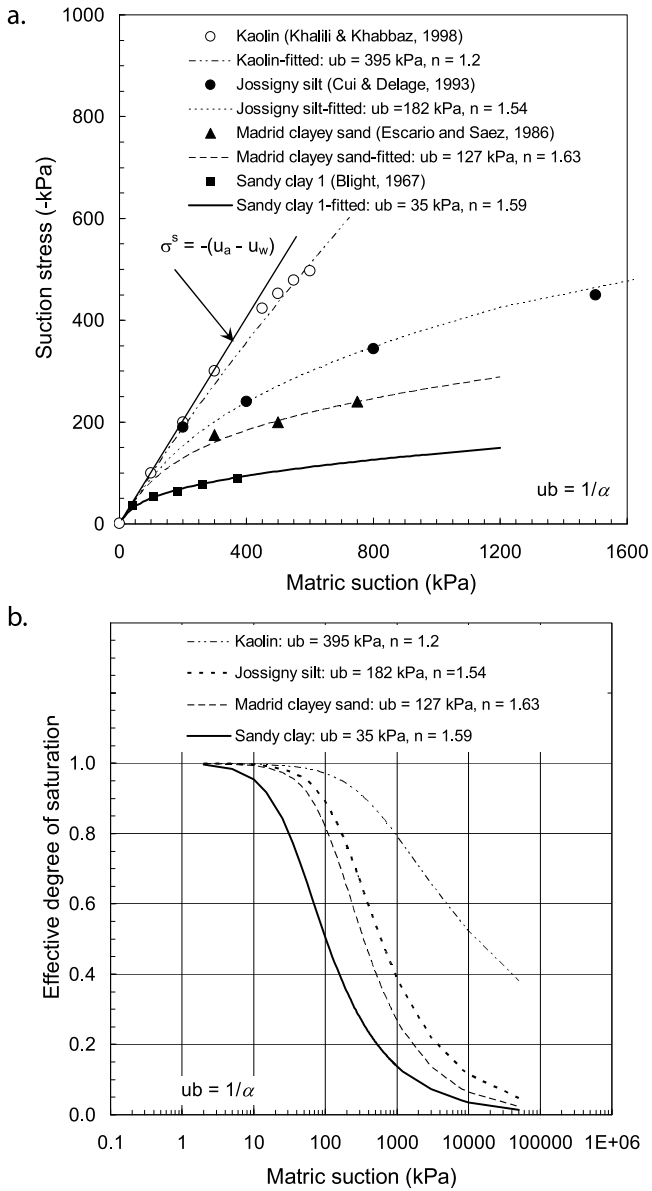 a.
1000
800
600
400
200
0
Suction stress (-kPa)
Kaolin (Khalili & Khabbaz, 1998)
Kaolin-fitted: ub = 395 kPa, n = 1.2
Jossigny silt (Cui & Delage, 1993)
Jossigny silt-fitted: ub =182 kPa, n = 1.54
Madrid clayey sand (Escario and Saez, 1986)
Madrid clayey sand-fitted: ub = 127 kPa, n = 1.63
Sandy clay 1 (Blight, 1967)
Sandy clay 1-fitted: ub = 35 kPa, n = 1.59
σˢ = -(uₐ - u_w)
ub = 1/α
0 400 800 1200 1600
Matric suction (kPa)
b.
Kaolin: ub = 395 kPa, n = 1.2
Jossigny silt: ub = 182 kPa, n =1.54
Madrid clayey sand: ub = 127 kPa, n = 1.63
Sandy clay: ub = 35 kPa, n = 1.59
1.0
0.8
0.6
0.4
0.2
0.0
Effective degree of saturation
ub = 1/α
0.1 1 10 100 1000 10000 100000 1E+06
Matric suction (kPa)